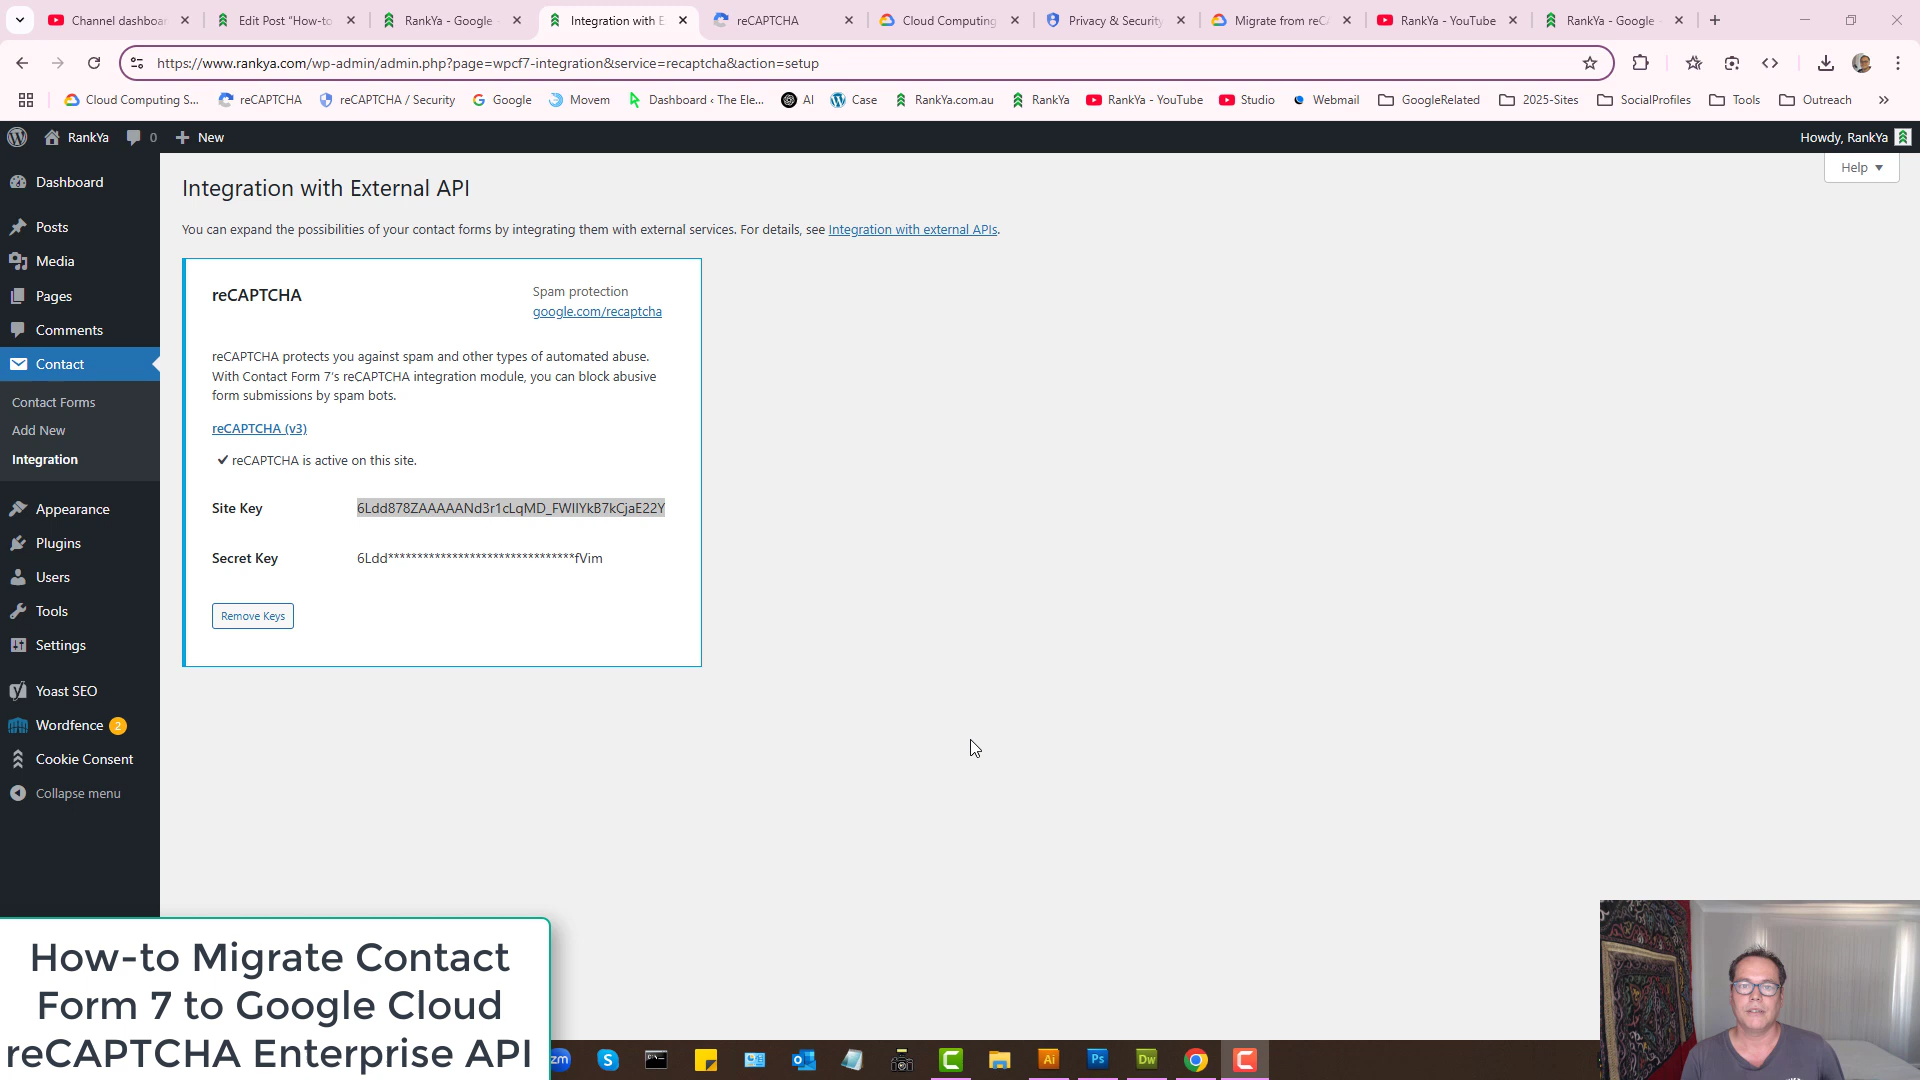 Channel dashboar
Edit Post "How-to
RankYa - Google
Integration with E
reCAPTCHA
Cloud Computing
Privacy & Security
Migrate from reC
RankYa - YouTube
RankYa - Google
https://www.rankya.com/wp-admin/admin.php?page=wpcf7-integration&service=recaptcha&action=setup
Cloud Computing S...
reCAPTCHA
reCAPTCHA / Security
Google
Movem
Dashboard ‹ The Ele...
AI
Case
RankYa.com.au
RankYa
RankYa - YouTube
Studio
Webmail
GoogleRelated
2025-Sites
SocialProfiles
Tools
Outreach
RankYa
0
New
Howdy, RankYa
Help
Dashboard
Posts
Media
Pages
Comments
Contact
Contact Forms
Add New
Integration
Appearance
Plugins
Users
Tools
Settings
Yoast SEO
Wordfence 2
Cookie Consent
Collapse menu
Integration with External API
You can expand the possibilities of your contact forms by integrating them with external services. For details, see Integration with external APIs.
reCAPTCHA
Spam protection
google.com/recaptcha
reCAPTCHA protects you against spam and other types of automated abuse.
With Contact Form 7's reCAPTCHA integration module, you can block abusive
form submissions by spam bots.
reCAPTCHA (v3)
reCAPTCHA is active on this site.
Site Key 6Ldd878ZAAAAANd3r1cLqMD_FWIIYkB7kCjaE22Y
Secret Key 6Ldd********************************fVim
Remove Keys
How-to Migrate Contact
Form 7 to Google Cloud
reCAPTCHA Enterprise API
zm
S
Ai
Ps
Dw